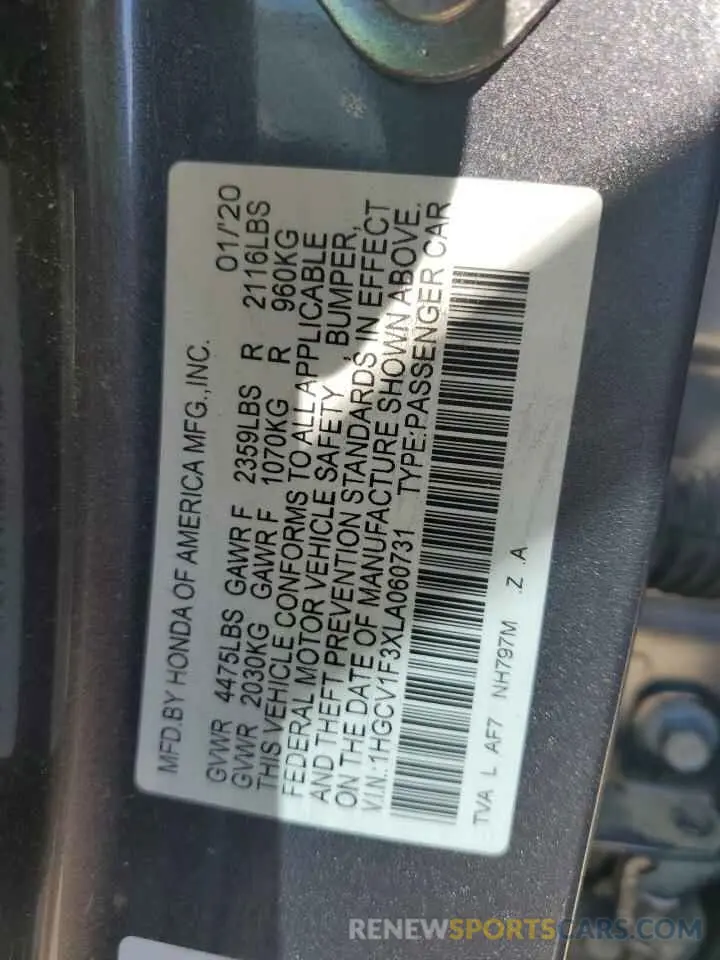 MFD.BY HONDA OF AMERICA MFG.,INC. 01/'20
GVWR 4475LBS GAWR F 2359LBS R 2116LBS
GVWR 2030KG GAWR F 1070KG R 960KG
THIS VEHICLE CONFORMS TO ALL APPLICABLE
FEDERAL MOTOR VEHICLE SAFETY , BUMPER,
AND THEFT PREVENTION STANDARDS IN EFFECT
ON THE DATE OF MANUFACTURE SHOWN ABOVE.
V.I.N.:1HGCV1F3XLA060731 TYPE:PASSENGER CAR
TVA L AF7 NH797M .Z .A
RENEWSPORTSCARS.COM